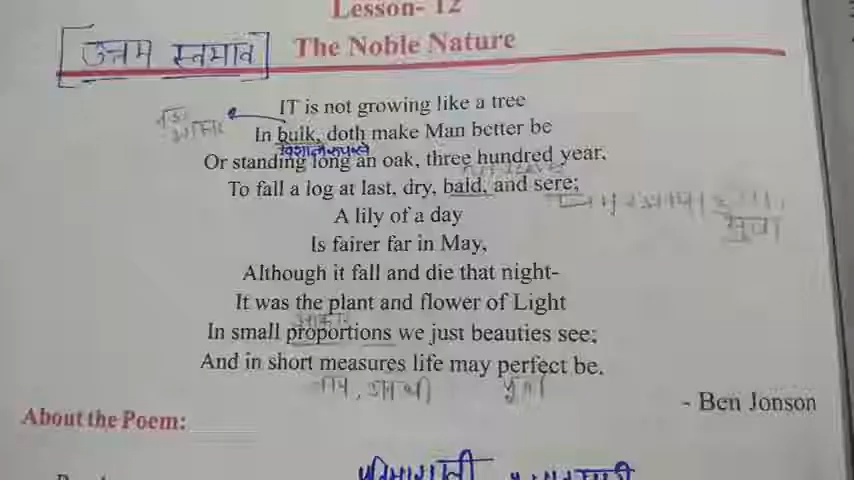 Lesson- 12
उत्तम स्वभाव
The Noble Nature
IT is not growing like a tree
In bulk, doth make Man better be
विशाल रूप से
Or standing long an oak, three hundred year.
To fall a log at last, dry, bald, and sere;
A lily of a day
Is fairer far in May,
Although it fall and die that night-
It was the plant and flower of Light
आकार
In small proportions we just beauties see;
And in short measures life may perfect be.
- Ben Jonson
About the Poem: